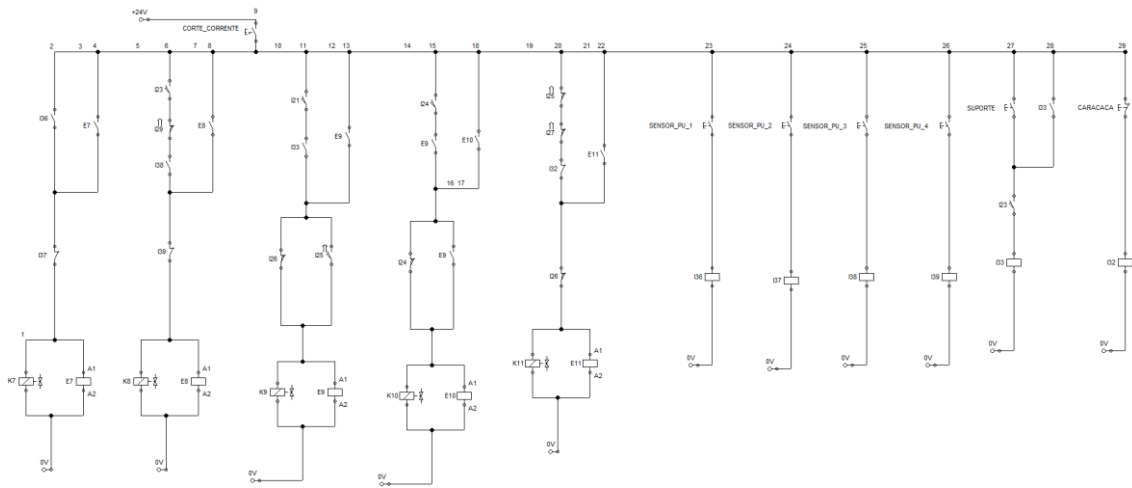 +24V
9
CORTE_CORRENTE
2 3 4 5 6 7 8 10 11 12 13 14 15 18 19 20 21 22 23 24 25 26 27 28 29
I23 I21 I24 I25
I36 E7 I29 E8 E9 E10 I27 SUPORTE I33 CARACACA
SENSOR_PU_1 SENSOR_PU_2 SENSOR_PU_3 SENSOR_PU_4
I38 I33 E9 I32 E11
16 17
I23
I37 I39 I26 I25 I24 E9 I26
I36 I37 I38 I39 I33 I32
1
K7 A1 E7 A2
K8 A1 E8 A2
K9 A1 E9 A2
K10 A1 E10 A2
K11 A1 E11 A2
0V 0V 0V 0V 0V 0V 0V 0V 0V 0V 0V